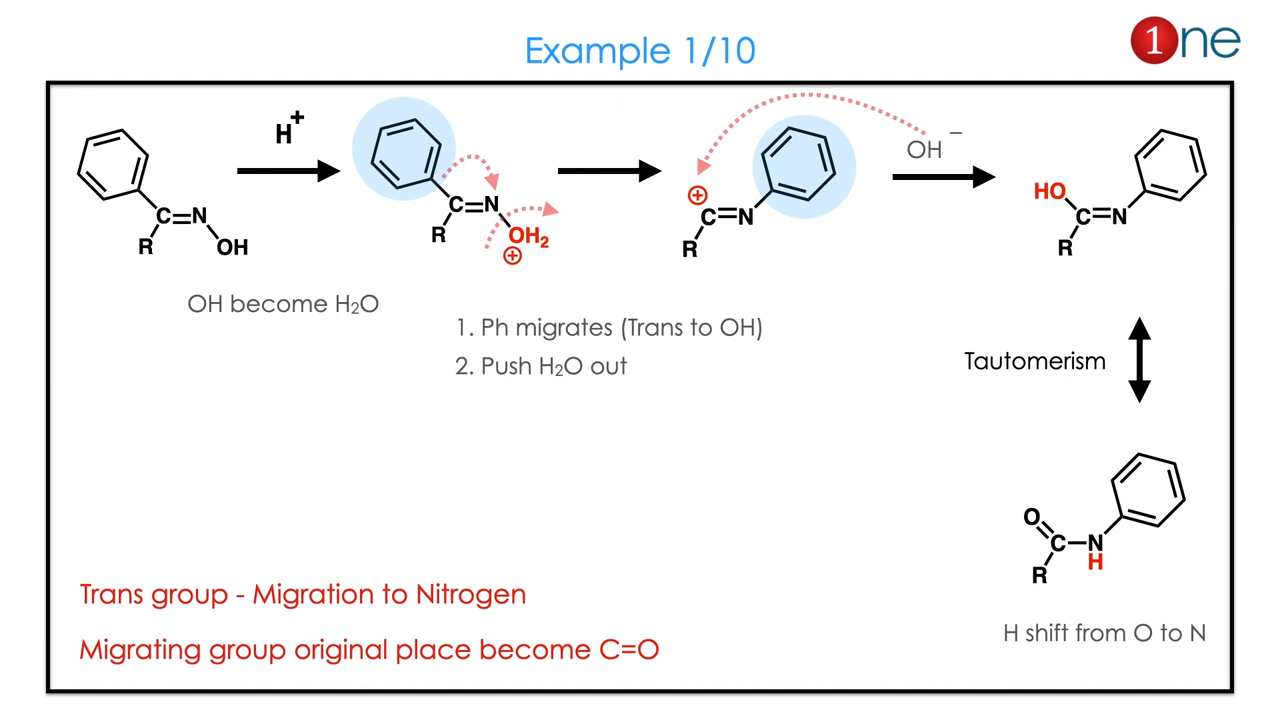 Example 1/10
1ne
H+
C=N
R
OH
C=N
R
OH2
⊕
⊕
C=N
R
OH −
HO
C=N
R
OH become H2O
1. Ph migrates (Trans to OH)
2. Push H2O out
Tautomerism
O
C–N
H
R
Trans group - Migration to Nitrogen
Migrating group original place become C=O
H shift from O to N